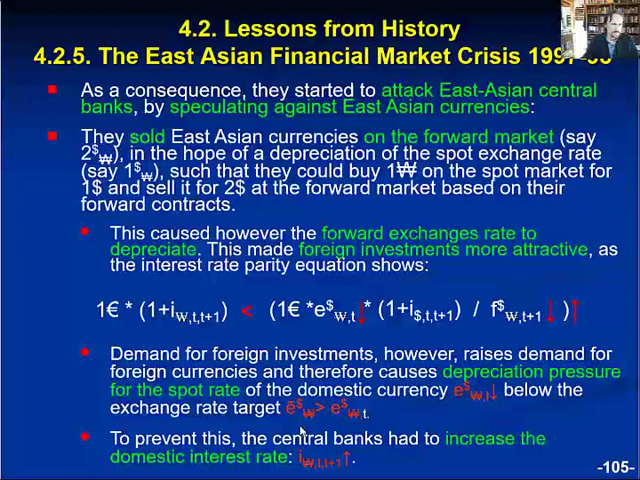 4.2. Lessons from History
4.2.5. The East Asian Financial Market Crisis 1997-98
As a consequence, they started to attack East-Asian central
banks, by speculating against East Asian currencies:
They sold East Asian currencies on the forward market (say
2$₩), in the hope of a depreciation of the spot exchange rate
(say 1$₩), such that they could buy 1₩ on the spot market for
1$ and sell it for 2$ at the forward market based on their
forward contracts.
This caused however the forward exchanges rate to
depreciate. This made foreign investments more attractive, as
the interest rate parity equation shows:
1€ * (1+i₩,t,t+1) < (1€ *e$₩,t↓* (1+i$,t,t+1) / f$₩,t+1↓ )↑
Demand for foreign investments, however, raises demand for
foreign currencies and therefore causes depreciation pressure
for the spot rate of the domestic currency e$₩,t↓ below the
exchange rate target ē$₩> e$₩,t.
To prevent this, the central banks had to increase the
domestic interest rate: i₩,t,t+1↑.
-105-